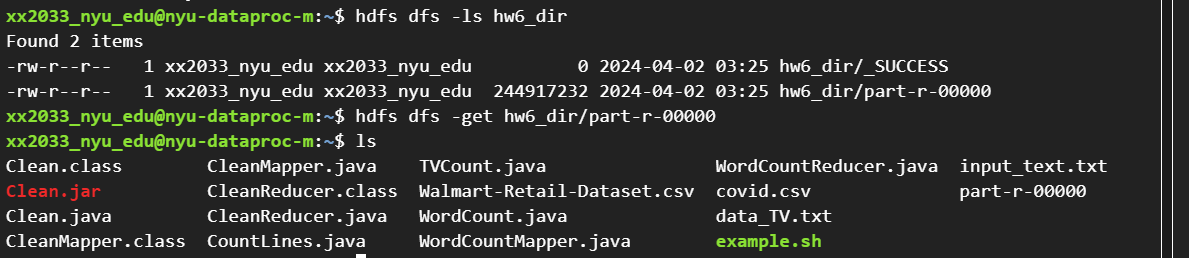 xx2033_nyu_edu@nyu-dataproc-m:~$ hdfs dfs -ls hw6_dir
Found 2 items
-rw-r--r--   1 xx2033_nyu_edu xx2033_nyu_edu          0 2024-04-02 03:25 hw6_dir/_SUCCESS
-rw-r--r--   1 xx2033_nyu_edu xx2033_nyu_edu  244917232 2024-04-02 03:25 hw6_dir/part-r-00000
xx2033_nyu_edu@nyu-dataproc-m:~$ hdfs dfs -get hw6_dir/part-r-00000
xx2033_nyu_edu@nyu-dataproc-m:~$ ls
Clean.class        CleanMapper.java    TVCount.java                WordCountReducer.java  input_text.txt
Clean.jar          CleanReducer.class  Walmart-Retail-Dataset.csv  covid.csv              part-r-00000
Clean.java         CleanReducer.java   WordCount.java              data_TV.txt
CleanMapper.class  CountLines.java     WordCountMapper.java        example.sh